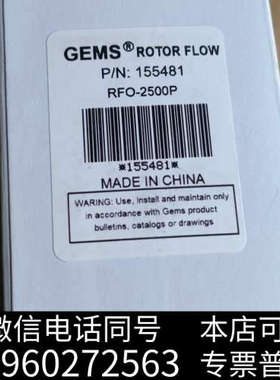 GEMS® ROTOR FLOW
P/N: 155481
RFO-2500P
*155481*
MADE IN CHINA
WARNING: Use, Install and maintain only
in accordance with Gems product
bulletins, catalogs or drawings
微信电话同号
本店可
960272563
专票普